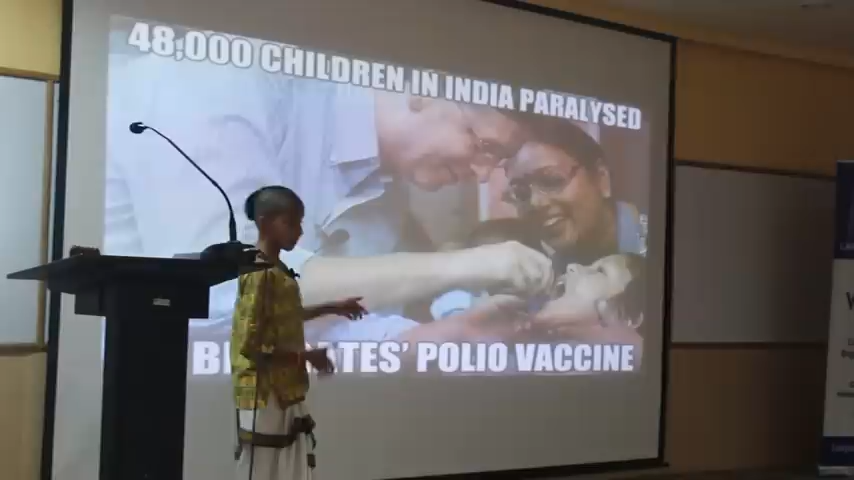 48,000 CHILDREN IN INDIA PARALYSED
POLIO VACCINE